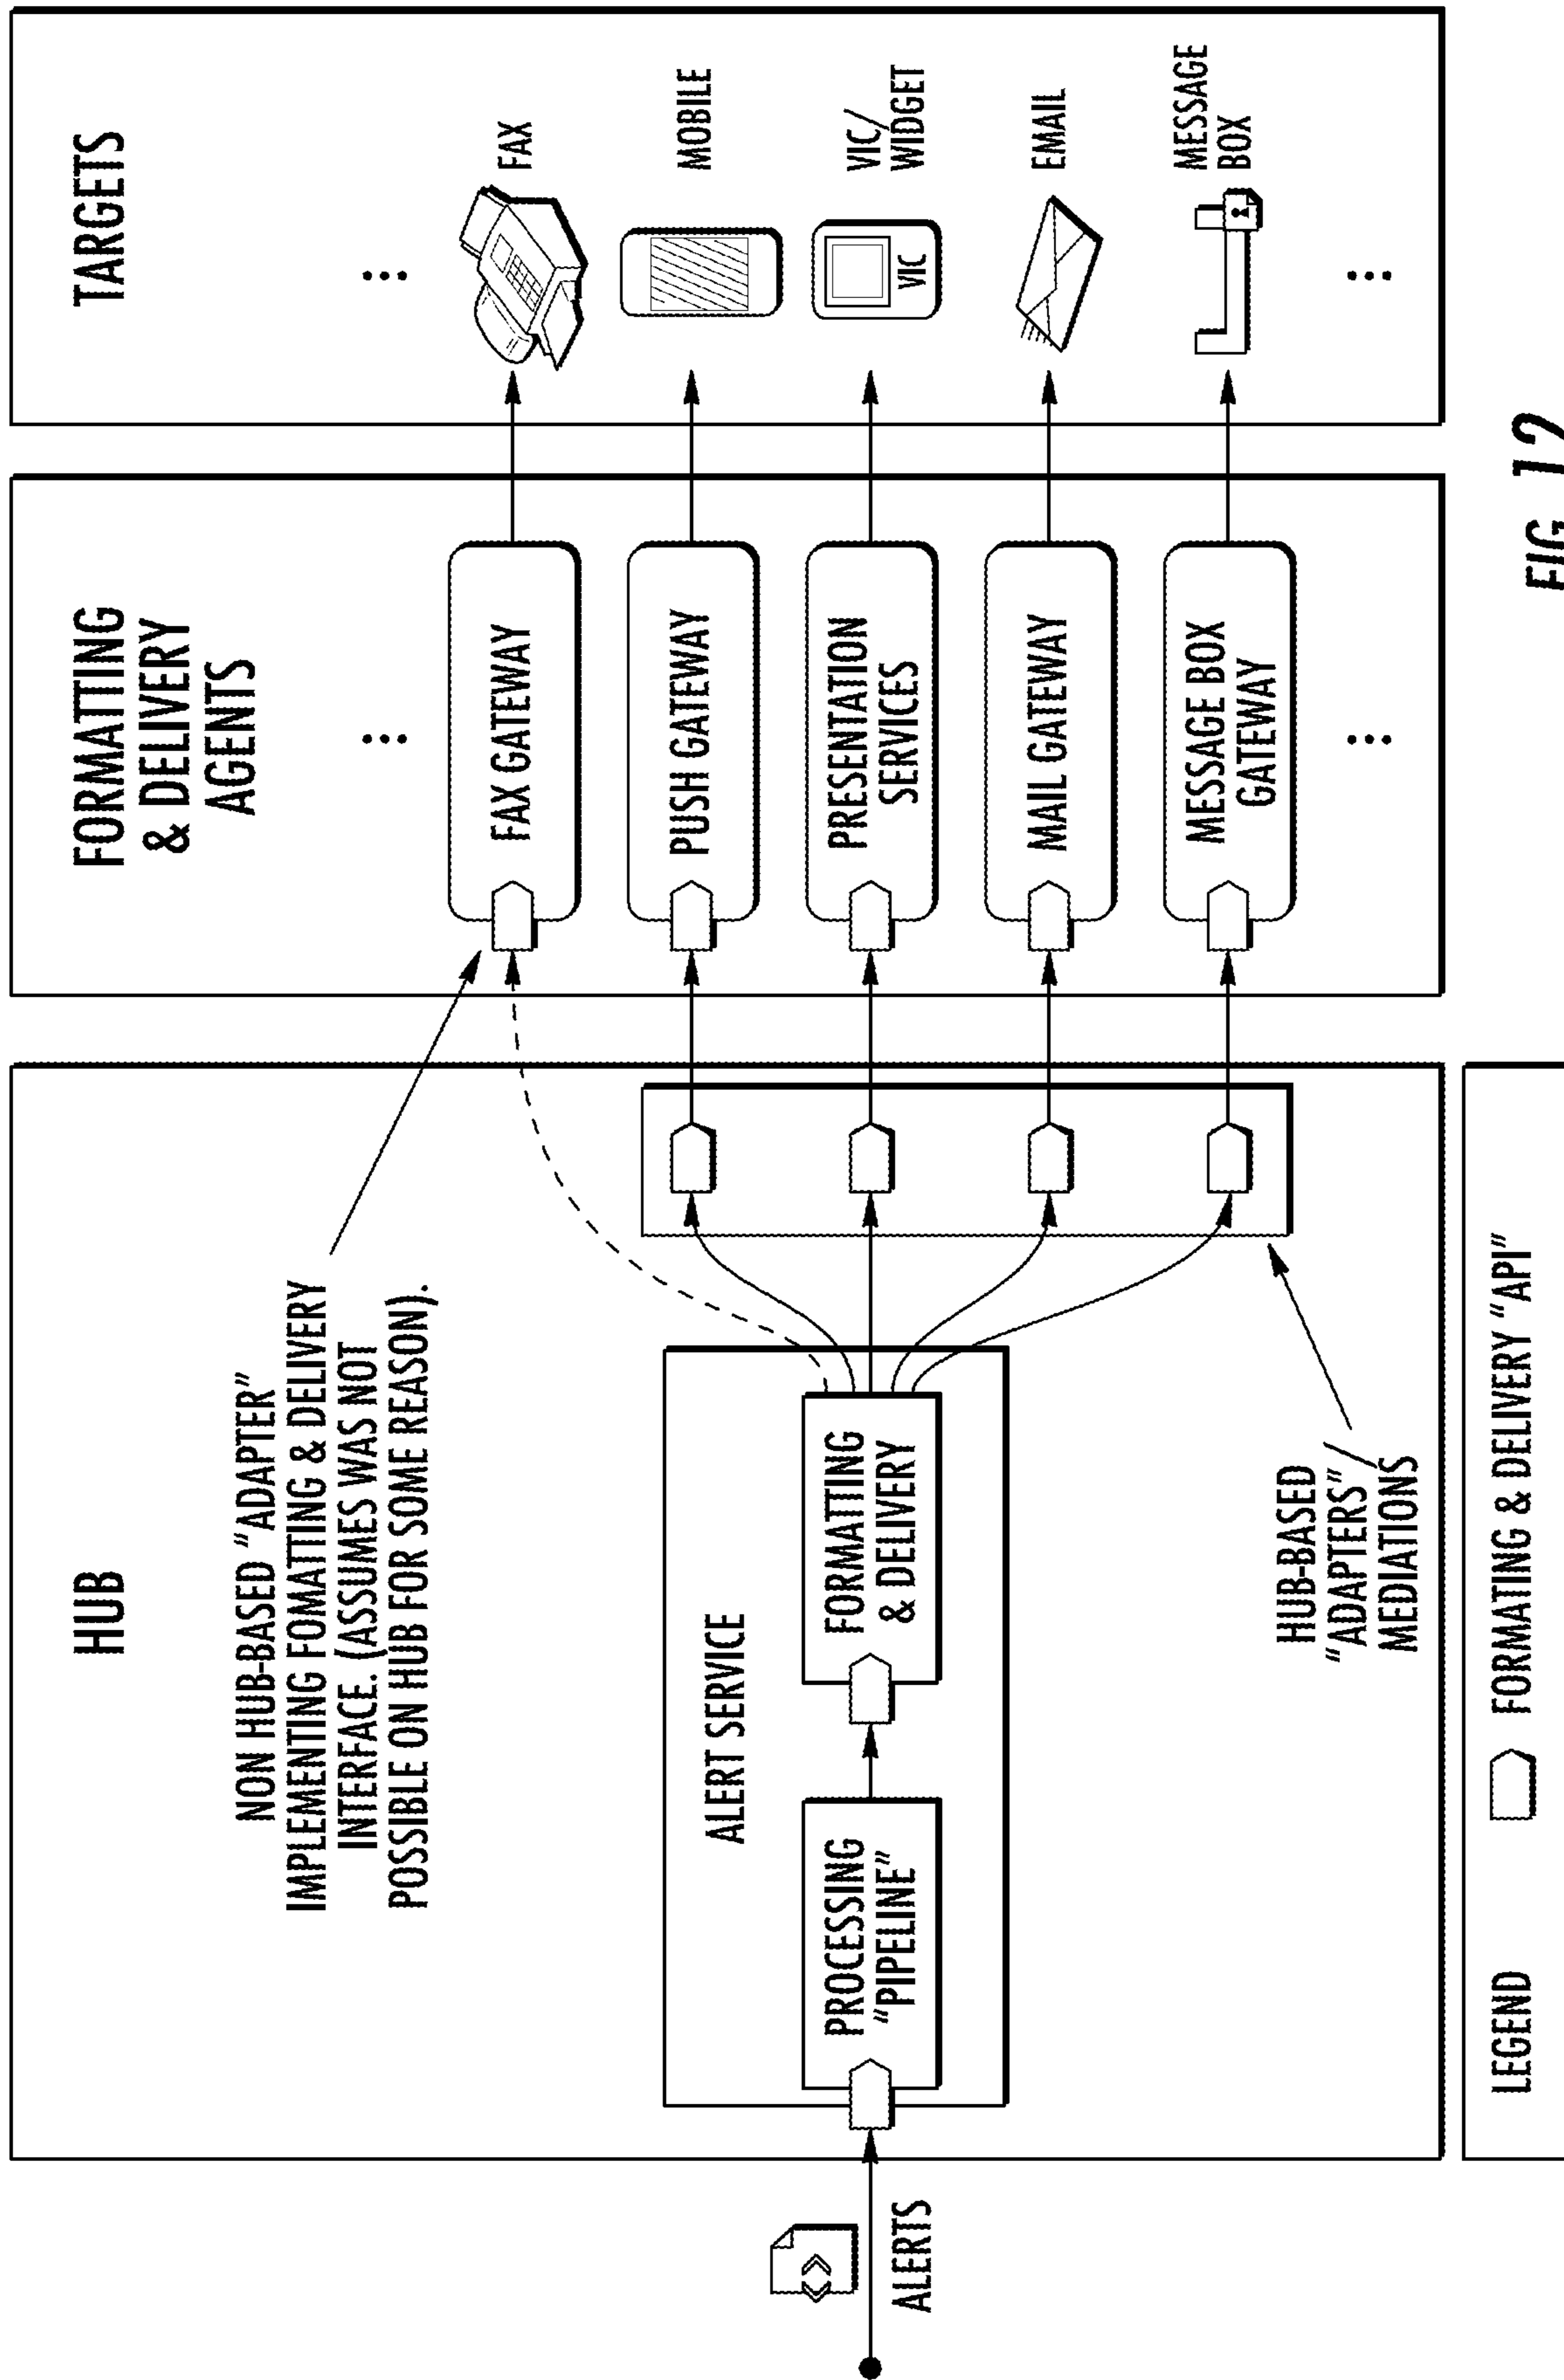 HUB
NON HUB-BASED "ADAPTER"
IMPLEMENTING FOMATTING & DELIVERY
INTERFACE. (ASSUMES WAS NOT
POSSIBLE ON HUB FOR SOME REASON).
ALERTS
ALERT SERVICE
PROCESSING
"PIPELINE"
FORMATTING
& DELIVERY
HUB-BASED
"ADAPTERS" /
MEDIATIONS
FORMATTING
& DELIVERY
AGENTS
FAX GATEWAY
PUSH GATEWAY
PRESENTATION
SERVICES
MAIL GATEWAY
MESSAGE BOX
GATEWAY
TARGETS
FAX
MOBILE
VIC
VIC/
WIDGET
EMAIL
MESSAGE
BOX
LEGEND
FORMATING & DELIVERY "API"
FIG. 12